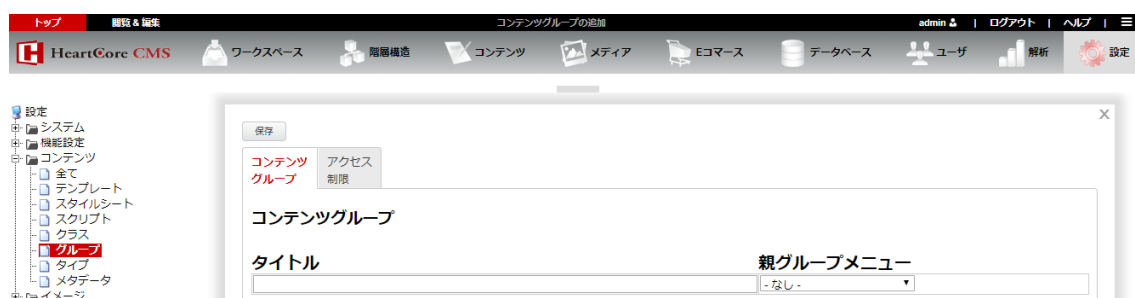 トップ 閲覧 & 編集 コンテンツグループの追加 admin | ログアウト | ヘルプ |
HeartCore CMS ワークスペース 階層構造 コンテンツ メディア Eコマース データベース ユーザ 解析 設定
設定
システム
機能設定
コンテンツ
全て
テンプレート
スタイルシート
スクリプト
クラス
グループ
タイプ
メタデータ
イメージ
X
保存
コンテンツ
グループ
アクセス
制限
コンテンツグループ
タイトル 親グループメニュー
- なし -